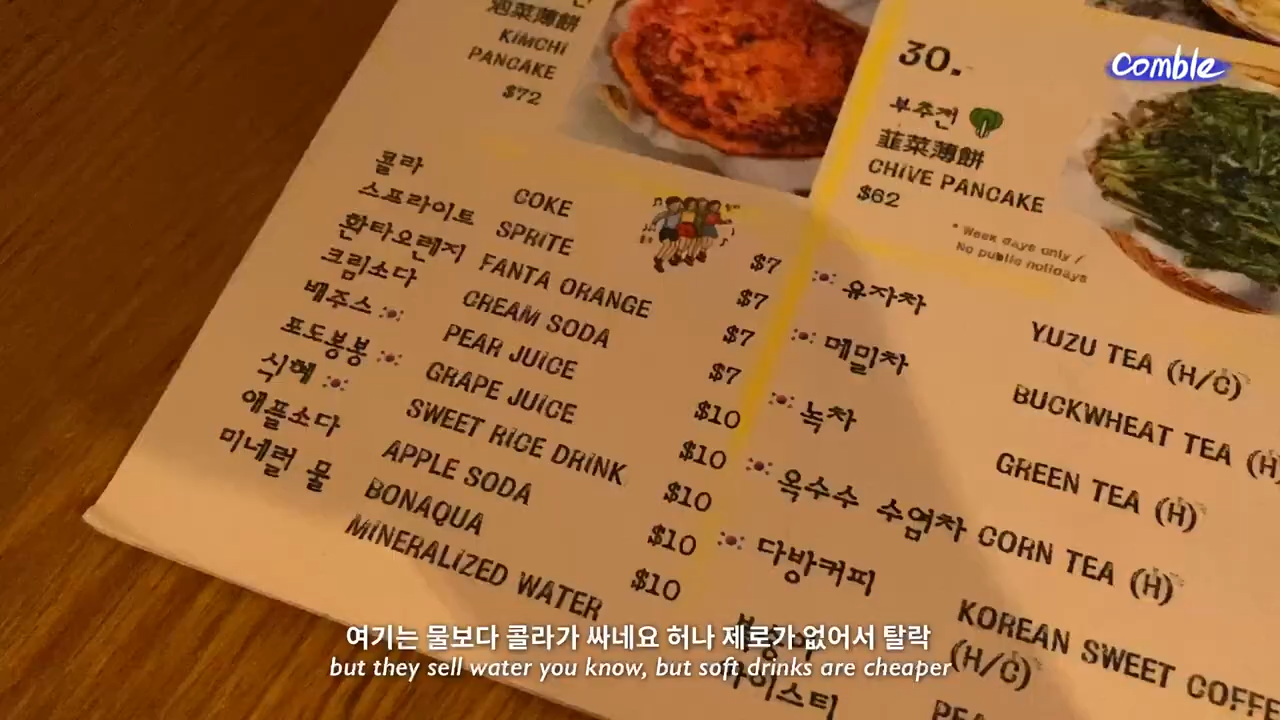 泡菜薄餅
KIMCHI
PANCAKE
$72
30.
부추전
韮菜薄餅
CHIVE PANCAKE
$62
* Week days only /
No public holidays
Comble
콜라 COKE $7
스프라이트 SPRITE $7
환타오렌지 FANTA ORANGE $7
크림소다 CREAM SODA $7
배주스 PEAR JUICE $10
포도봉봉 GRAPE JUICE $10
식혜 SWEET RICE DRINK $10
애플소다 APPLE SODA $10
미네럴 물 BONAQUA $10
MINERALIZED WATER
유자차 YUZU TEA (H/C)
메밀차 BUCKWHEAT TEA (H)
녹차 GREEN TEA (H)
옥수수 수염차 CORN TEA (H)
다방커피 KOREAN SWEET COFFE
(H/C)
아이스티
여기는 물보다 콜라가 싸네요 허나 제로가 없어서 탈락
but they sell water you know, but soft drinks are cheaper